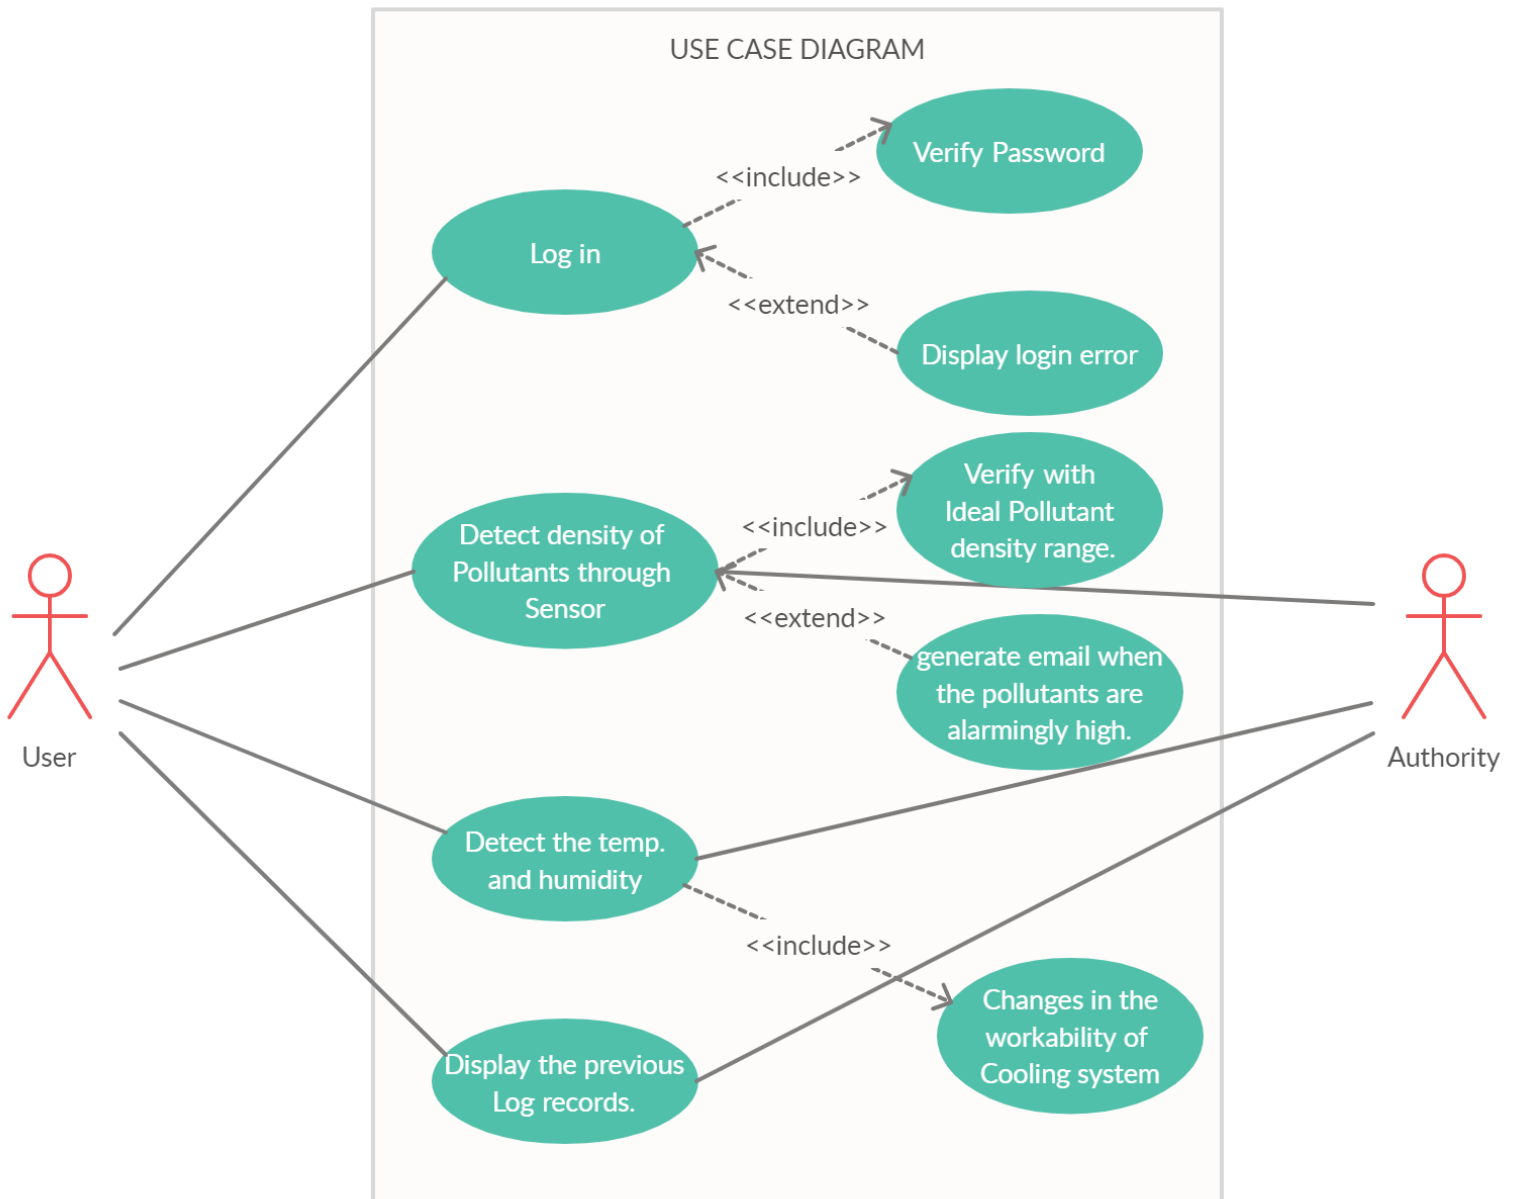 USE CASE DIAGRAM
Verify Password
<<include>>
Log in
<<extend>>
Display login error
Verify with
Ideal Pollutant
density range.
<<include>>
Detect density of
Pollutants through
Sensor
<<extend>>
generate email when
the pollutants are
alarmingly high.
User
Authority
Detect the temp.
and humidity
<<include>>
Changes in the
workability of
Cooling system
Display the previous
Log records.